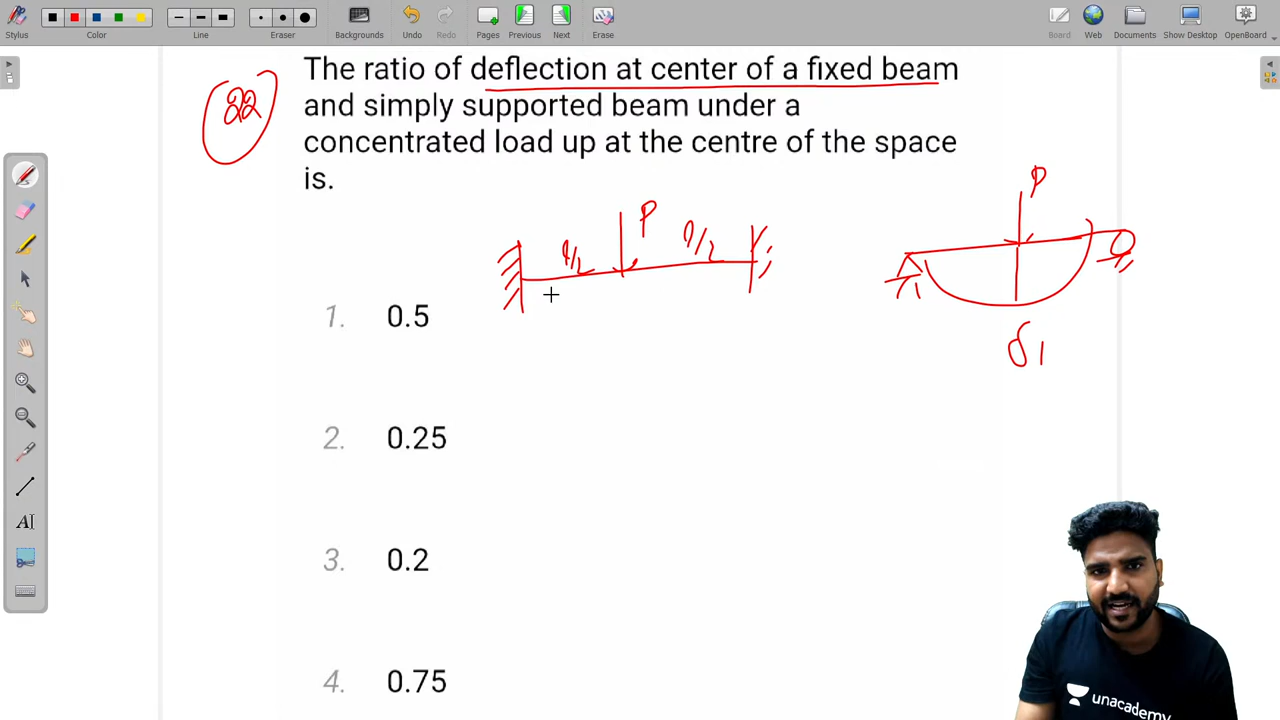 Stylus
Color
Line
Eraser
Backgrounds
Undo
Redo
Pages
Previous
Next
Erase
Board
Web
Documents
Show Desktop
OpenBoard
22
The ratio of deflection at center of a fixed beam
and simply supported beam under a
concentrated load up at the centre of the space
is.
P
P
l/2
l/2
δ1
1. 0.5
2. 0.25
3. 0.2
4. 0.75
unacademy